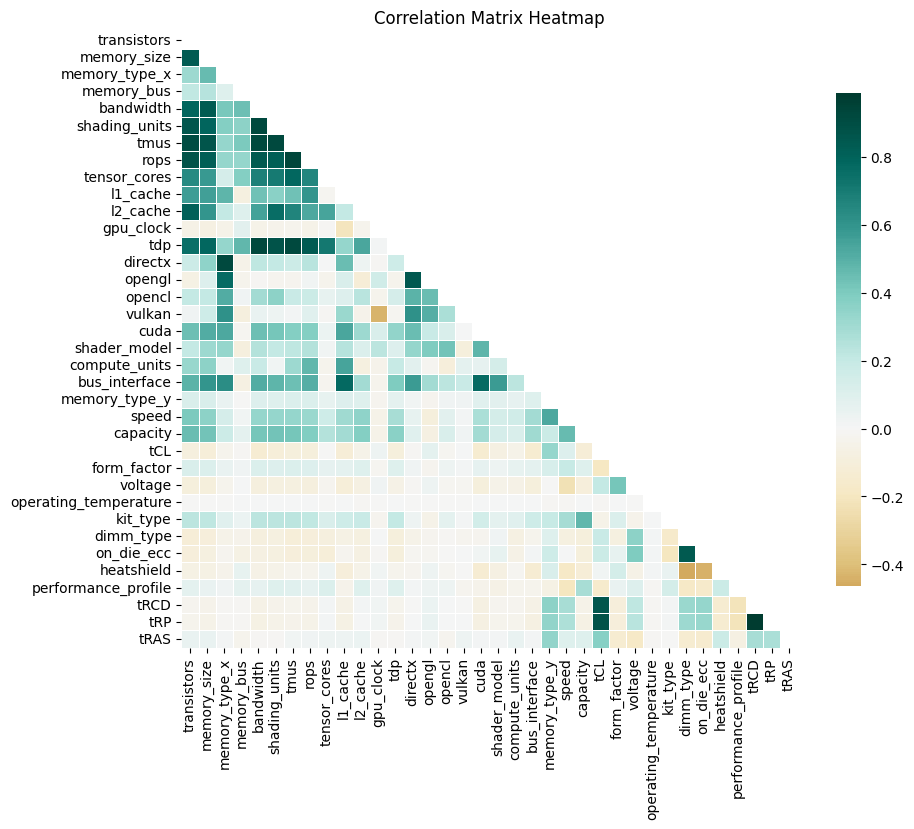 Correlation Matrix Heatmap
transistors
memory_size
memory_type_x
memory_bus
bandwidth
shading_units
tmus
rops
tensor_cores
l1_cache
l2_cache
gpu_clock
tdp
directx
opengl
opencl
vulkan
cuda
shader_model
compute_units
bus_interface
memory_type_y
speed
capacity
tCL
form_factor
voltage
operating_temperature
kit_type
dimm_type
on_die_ecc
heatshield
performance_profile
tRCD
tRP
tRAS
transistors
memory_size
memory_type_x
memory_bus
bandwidth
shading_units
tmus
rops
tensor_cores
l1_cache
l2_cache
gpu_clock
tdp
directx
opengl
opencl
vulkan
cuda
shader_model
compute_units
bus_interface
memory_type_y
speed
capacity
tCL
form_factor
voltage
operating_temperature
kit_type
dimm_type
on_die_ecc
heatshield
performance_profile
tRCD
tRP
tRAS
0.8
0.6
0.4
0.2
0.0
−0.2
−0.4